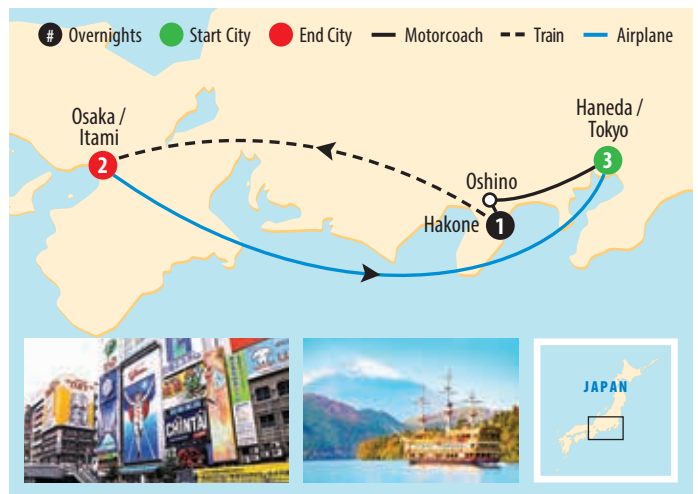 # Overnights
Start City
End City
Motorcoach
Train
Airplane
Osaka /
Itami
2
Haneda /
Tokyo
3
Oshino
Hakone
1
Glico
CHINTAI
JAPAN